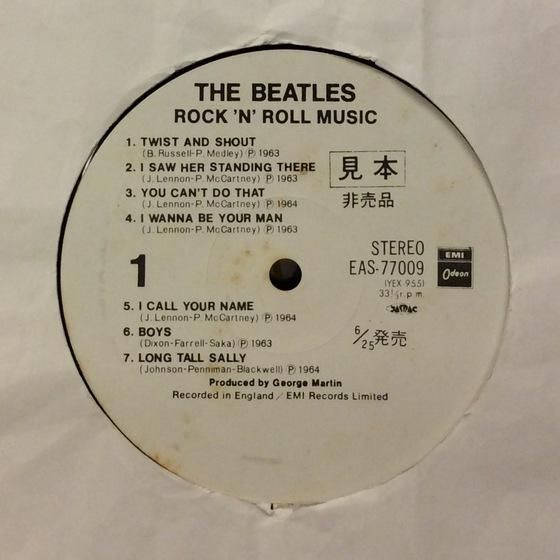 THE BEATLES
ROCK 'N' ROLL MUSIC
1. TWIST AND SHOUT
(B. Russell-P. Medley) Ⓟ 1963
2. I SAW HER STANDING THERE
(J. Lennon-P. McCartney) Ⓟ 1963
3. YOU CAN'T DO THAT
(J. Lennon-P. McCartney) Ⓟ 1964
4. I WANNA BE YOUR MAN
(J. Lennon-P. McCartney) Ⓟ 1963
見本
非売品
1
STEREO
EAS-77009
(YEX-955)
33⅓ r.p.m.
EMI
Odeon
JASRAC
5. I CALL YOUR NAME
(J. Lennon-P. McCartney) Ⓟ 1964
6. BOYS
(Dixon-Farrell-Saka) Ⓟ 1963
7. LONG TALL SALLY
(Johnson-Penniman-Blackwell) Ⓟ 1964
6/25発売
Produced by George Martin
Recorded in England / EMI Records Limited